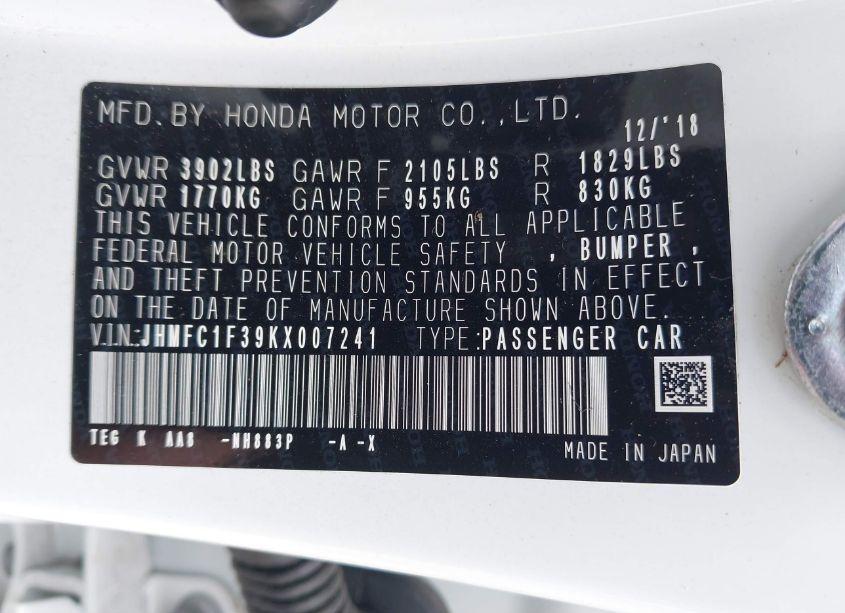 MFD. BY HONDA MOTOR CO., LTD. 12/'18
GVWR 3902LBS GAWR F 2105LBS R 1829LBS
GVWR 1770KG GAWR F 955KG R 830KG
THIS VEHICLE CONFORMS TO ALL APPLICABLE
FEDERAL MOTOR VEHICLE SAFETY , BUMPER ,
AND THEFT PREVENTION STANDARDS IN EFFECT
ON THE DATE OF MANUFACTURE SHOWN ABOVE.
V.I.N.:JHMFC1F39KX007241 TYPE:PASSENGER CAR
TEG K AA8 -NH883P -A -X MADE IN JAPAN